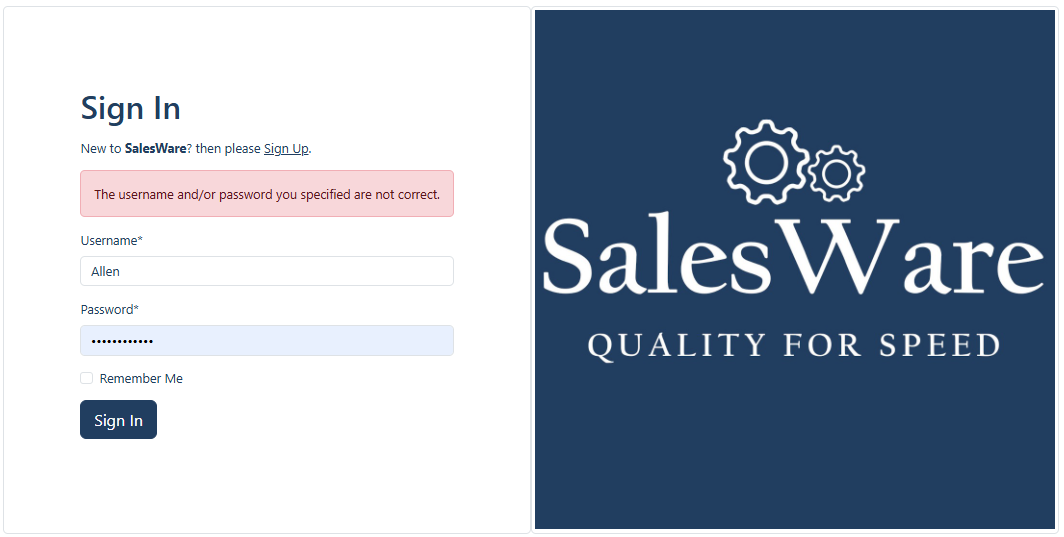 Sign In
New to SalesWare? then please Sign Up.
The username and/or password you specified are not correct.
Username*
Allen
Password*
••••••••••••
Remember Me
Sign In
SalesWare
QUALITY FOR SPEED